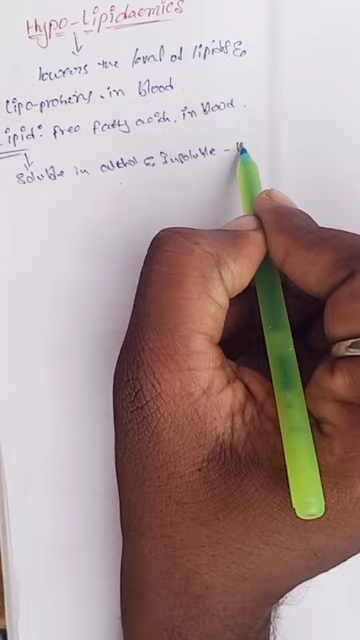 Hypo-Lipidaemics
lowers the level of lipids &
Lipo-proteins in blood.
Lipid: free fatty acids in blood.
Soluble in alcohol & Insoluble -